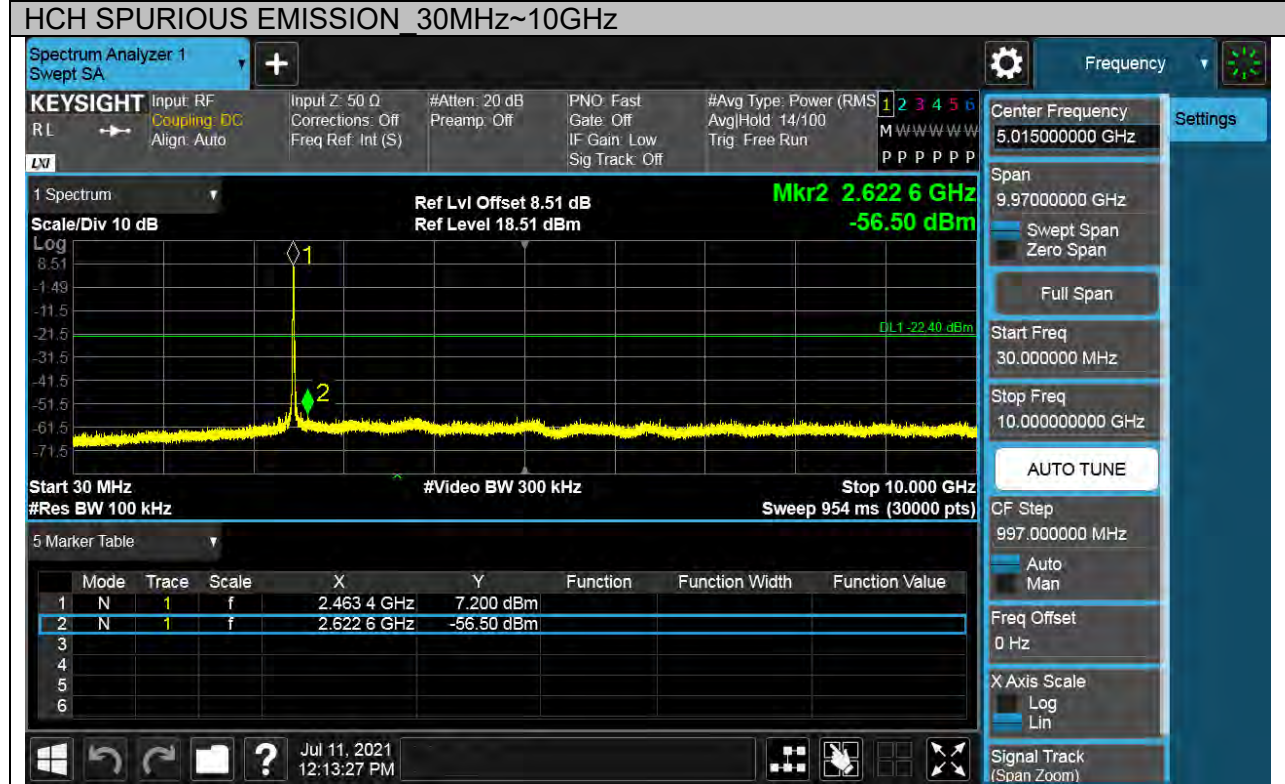 HCH SPURIOUS EMISSION_30MHz~10GHz
Spectrum Analyzer 1
Swept SA
+
Frequency
KEYSIGHT
RL
LXI
Input: RF
Coupling: DC
Align: Auto
Input Z: 50 Ω
Corrections: Off
Freq Ref: Int (S)
#Atten: 20 dB
Preamp: Off
PNO: Fast
Gate: Off
IF Gain: Low
Sig Track: Off
#Avg Type: Power (RMS
Avg|Hold: 14/100
Trig: Free Run
1 2 3 4 5 6
M W W W W W
P P P P P P
1 Spectrum
Scale/Div 10 dB
Ref Lvl Offset 8.51 dB
Ref Level 18.51 dBm
Mkr2 2.622 6 GHz
-56.50 dBm
Log
8.51
-1.49
-11.5
-21.5
-31.5
-41.5
-51.5
-61.5
-71.5
1
2
DL1 -22.40 dBm
Start 30 MHz
#Res BW 100 kHz
#Video BW 300 kHz
Stop 10.000 GHz
Sweep 954 ms (30000 pts)
5 Marker Table
Mode Trace Scale X Y Function Function Width Function Value
1 N 1 f 2.463 4 GHz 7.200 dBm
2 N 1 f 2.622 6 GHz -56.50 dBm
3
4
5
6
?
Jul 11, 2021
12:13:27 PM
Center Frequency
5.015000000 GHz
Settings
Span
9.97000000 GHz
Swept Span
Zero Span
Full Span
Start Freq
30.000000 MHz
Stop Freq
10.000000000 GHz
AUTO TUNE
CF Step
997.000000 MHz
Auto
Man
Freq Offset
0 Hz
X Axis Scale
Log
Lin
Signal Track
(Span Zoom)